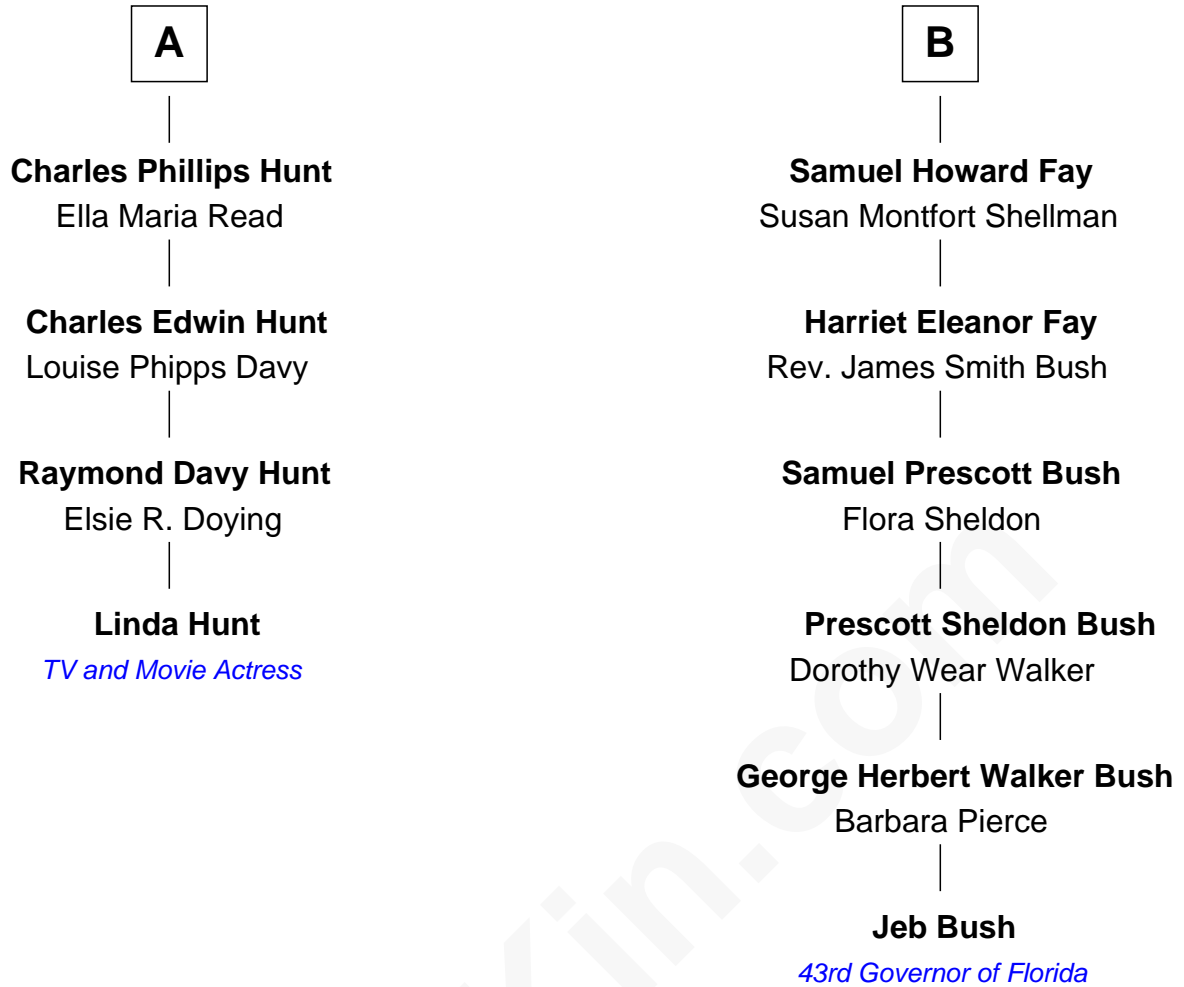 A
Charles Phillips Hunt
Ella Maria Read
Charles Edwin Hunt
Louise Phipps Davy
Raymond Davy Hunt
Elsie R. Doying
Linda Hunt
TV and Movie Actress
B
Samuel Howard Fay
Susan Montfort Shellman
Harriet Eleanor Fay
Rev. James Smith Bush
Samuel Prescott Bush
Flora Sheldon
Prescott Sheldon Bush
Dorothy Wear Walker
George Herbert Walker Bush
Barbara Pierce
Jeb Bush
43rd Governor of Florida
Kin.com